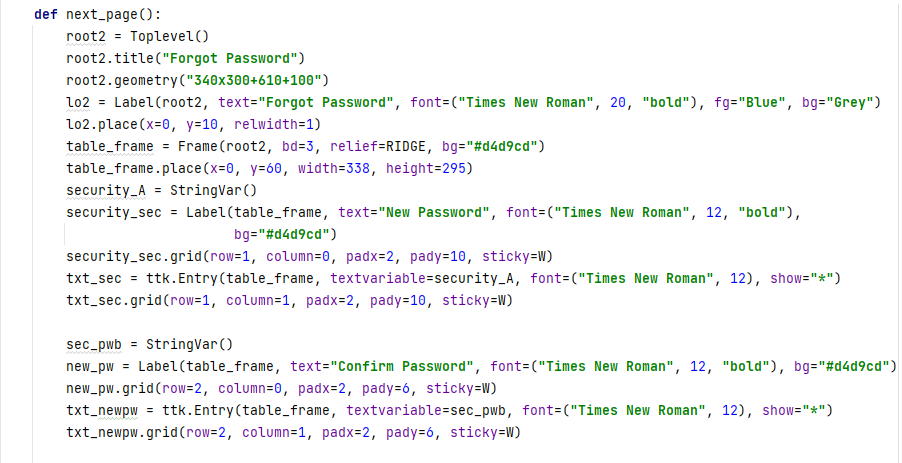 def next_page():
    root2 = Toplevel()
    root2.title("Forgot Password")
    root2.geometry("340x300+610+100")
    lo2 = Label(root2, text="Forgot Password", font=("Times New Roman", 20, "bold"), fg="Blue", bg="Grey")
    lo2.place(x=0, y=10, relwidth=1)
    table_frame = Frame(root2, bd=3, relief=RIDGE, bg="#d4d9cd")
    table_frame.place(x=0, y=60, width=338, height=295)
    security_A = StringVar()
    security_sec = Label(table_frame, text="New Password", font=("Times New Roman", 12, "bold"),
                         bg="#d4d9cd")
    security_sec.grid(row=1, column=0, padx=2, pady=10, sticky=W)
    txt_sec = ttk.Entry(table_frame, textvariable=security_A, font=("Times New Roman", 12), show="*")
    txt_sec.grid(row=1, column=1, padx=2, pady=10, sticky=W)

    sec_pwb = StringVar()
    new_pw = Label(table_frame, text="Confirm Password", font=("Times New Roman", 12, "bold"), bg="#d4d9cd")
    new_pw.grid(row=2, column=0, padx=2, pady=6, sticky=W)
    txt_newpw = ttk.Entry(table_frame, textvariable=sec_pwb, font=("Times New Roman", 12), show="*")
    txt_newpw.grid(row=2, column=1, padx=2, pady=6, sticky=W)